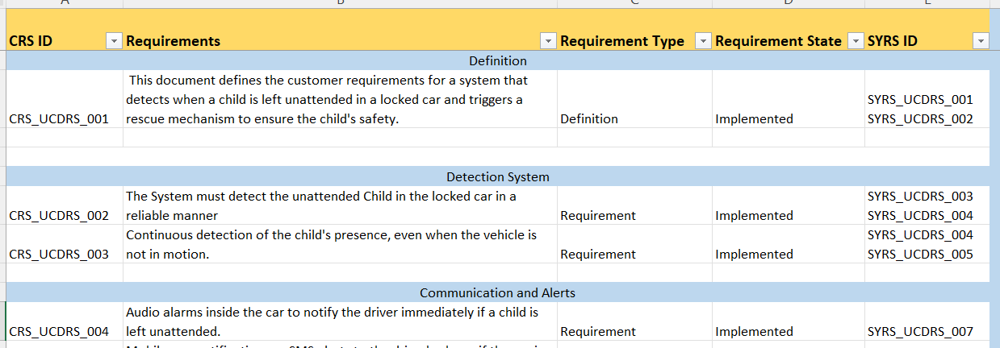 CRS ID Requirements Requirement Type Requirement State SYRS ID
Definition
This document defines the customer requirements for a system that
detects when a child is left unattended in a locked car and triggers a
rescue mechanism to ensure the child's safety.
CRS_UCDRS_001
Definition
Implemented
SYRS_UCDRS_001
SYRS_UCDRS_002
Detection System
The System must detect the unattended Child in the locked car in a
reliable manner
CRS_UCDRS_002
Requirement
Implemented
SYRS_UCDRS_003
SYRS_UCDRS_004
Continuous detection of the child's presence, even when the vehicle is
not in motion.
CRS_UCDRS_003
Requirement
Implemented
SYRS_UCDRS_004
SYRS_UCDRS_005
Communication and Alerts
Audio alarms inside the car to notify the driver immediately if a child is
left unattended.
CRS_UCDRS_004
Requirement
Implemented
SYRS_UCDRS_007